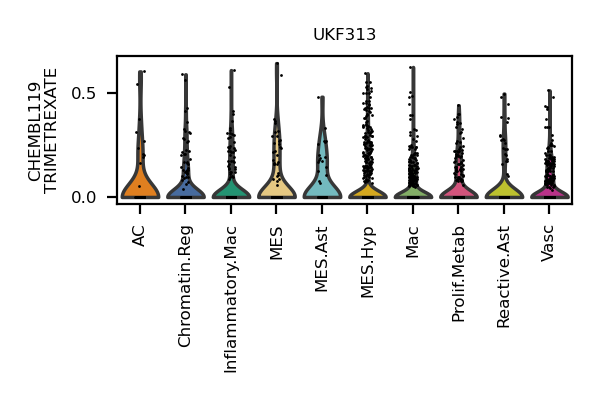 UKF313
CHEMBL119
TRIMETREXATE
0.5
0.0
AC
Chromatin.Reg
Inflammatory.Mac
MES
MES.Ast
MES.Hyp
Mac
Prolif.Metab
Reactive.Ast
Vasc